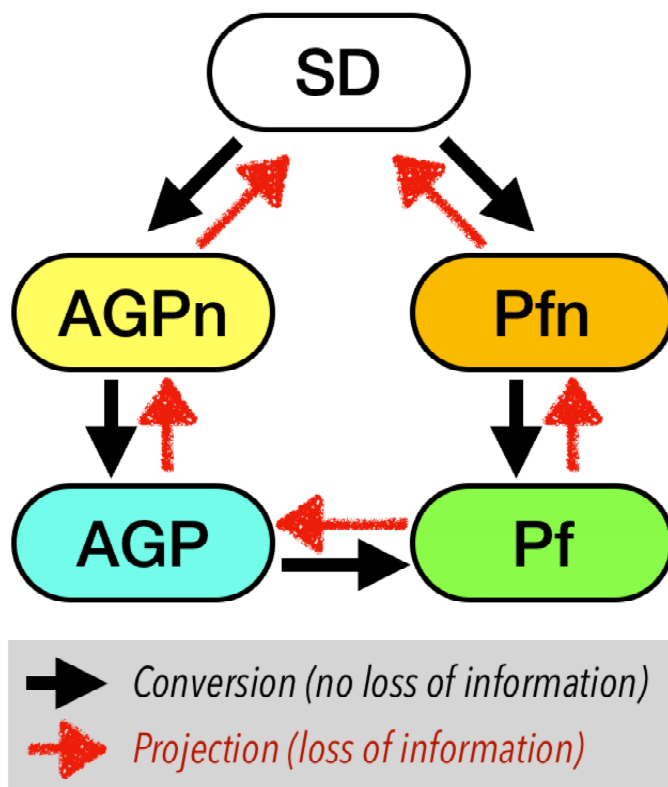 SD
AGPn Pfn
AGP Pf
Conversion (no loss of information)
Projection (loss of information)